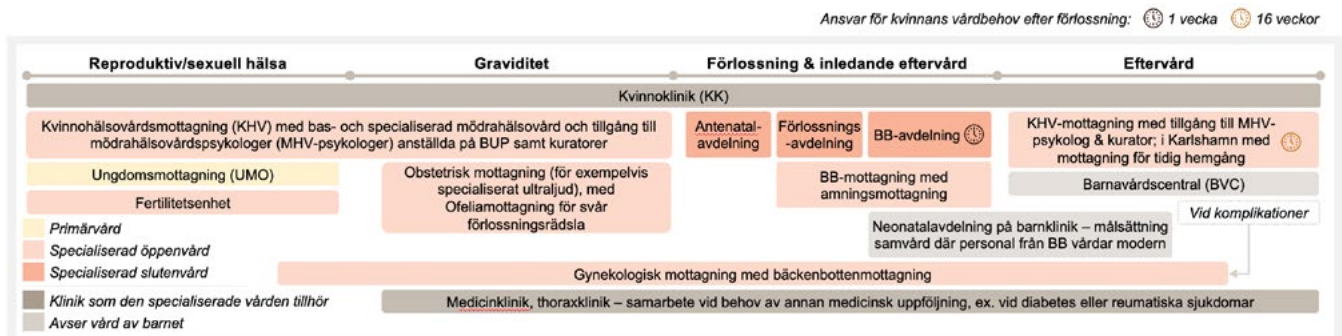 Ansvar för kvinnans vårdbehov efter förlossning: 1 vecka 16 veckor
Reproduktiv/sexuell hälsa
Graviditet
Förlossning & inledande eftervård
Eftervård
Kvinnoklinik (KK)
Kvinnohälsovårdsmottagning (KHV) med bas- och specialiserad mödrahälsovård och tillgång till
mödrahälsovårdspsykologer (MHV-psykologer) anställda på BUP samt kuratorer
Antenatal-
avdelning
Förlossnings
-avdelning
BB-avdelning
KHV-mottagning med tillgång till MHV-
psykolog & kurator; i Karlshamn med
mottagning för tidig hemgång
Ungdomsmottagning (UMO)
Obstetrisk mottagning (för exempelvis
specialiserat ultraljud), med
Ofeliamottagning för svår
förlossningsrädsla
BB-mottagning med
amningsmottagning
Barnavårdscentral (BVC)
Fertilitetsenhet
Vid komplikationer
Neonatalavdelning på barnklinik – målsättning
samvård där personal från BB vårdar modern
Primärvård
Specialiserad öppenvård
Specialiserad slutenvård
Gynekologisk mottagning med bäckenbottenmottagning
Klinik som den specialiserade vården tillhör
Medicinklinik, thoraxklinik – samarbete vid behov av annan medicinsk uppföljning, ex. vid diabetes eller reumatiska sjukdomar
Avser vård av barnet